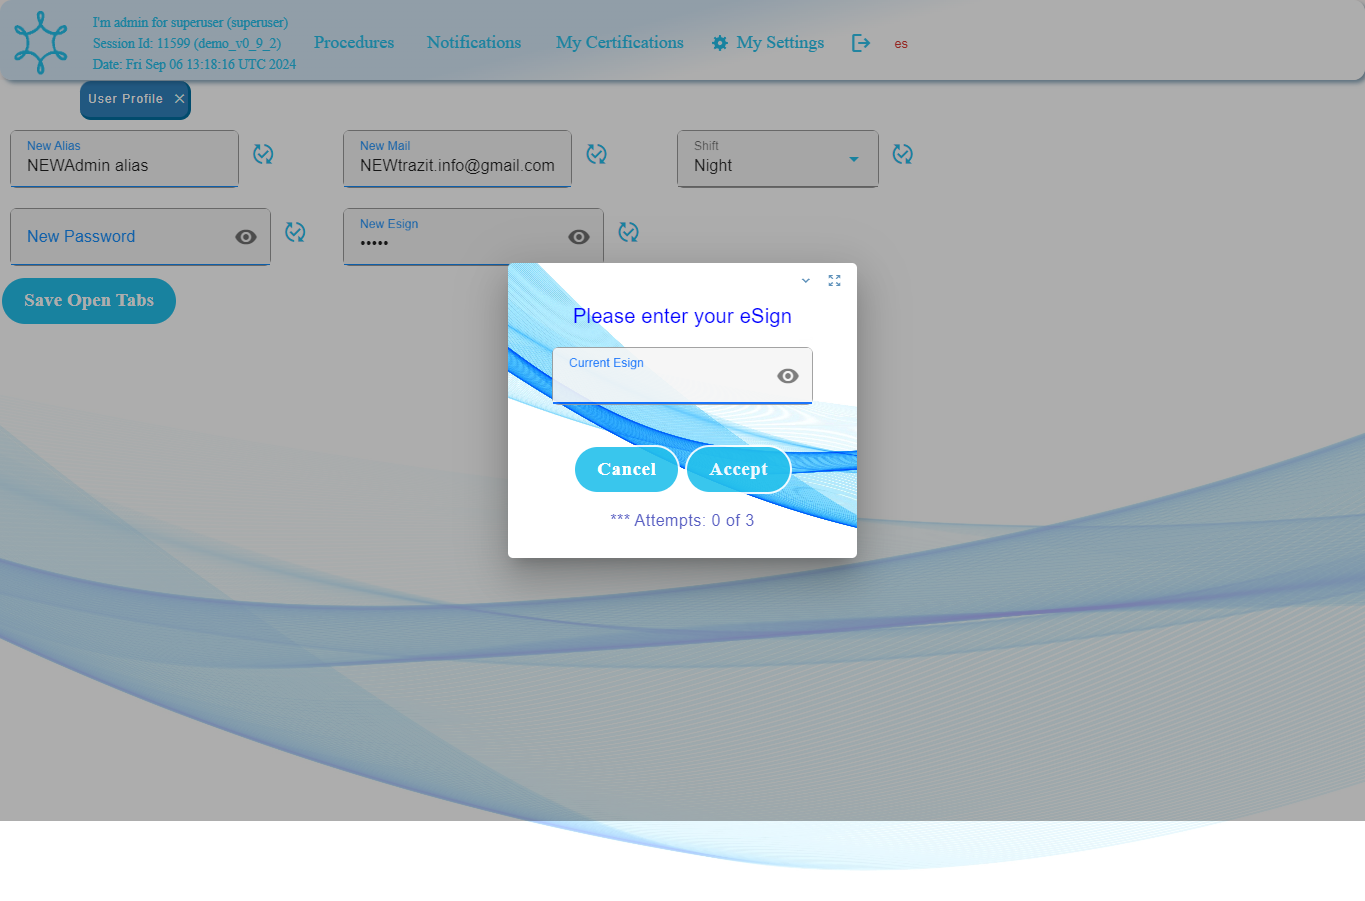 I'm admin for superuser (superuser)
Session Id: 11599 (demo_v0_9_2)
Date: Fri Sep 06 13:18:16 UTC 2024
Procedures
Notifications
My Certifications
My Settings
es
User Profile
New Alias
NEWAdmin alias
New Mail
NEWtrazit.info@gmail.com
Shift
Night
New Password
New Esign
•••••
Save Open Tabs
Please enter your eSign
Current Esign
Cancel
Accept
*** Attempts: 0 of 3